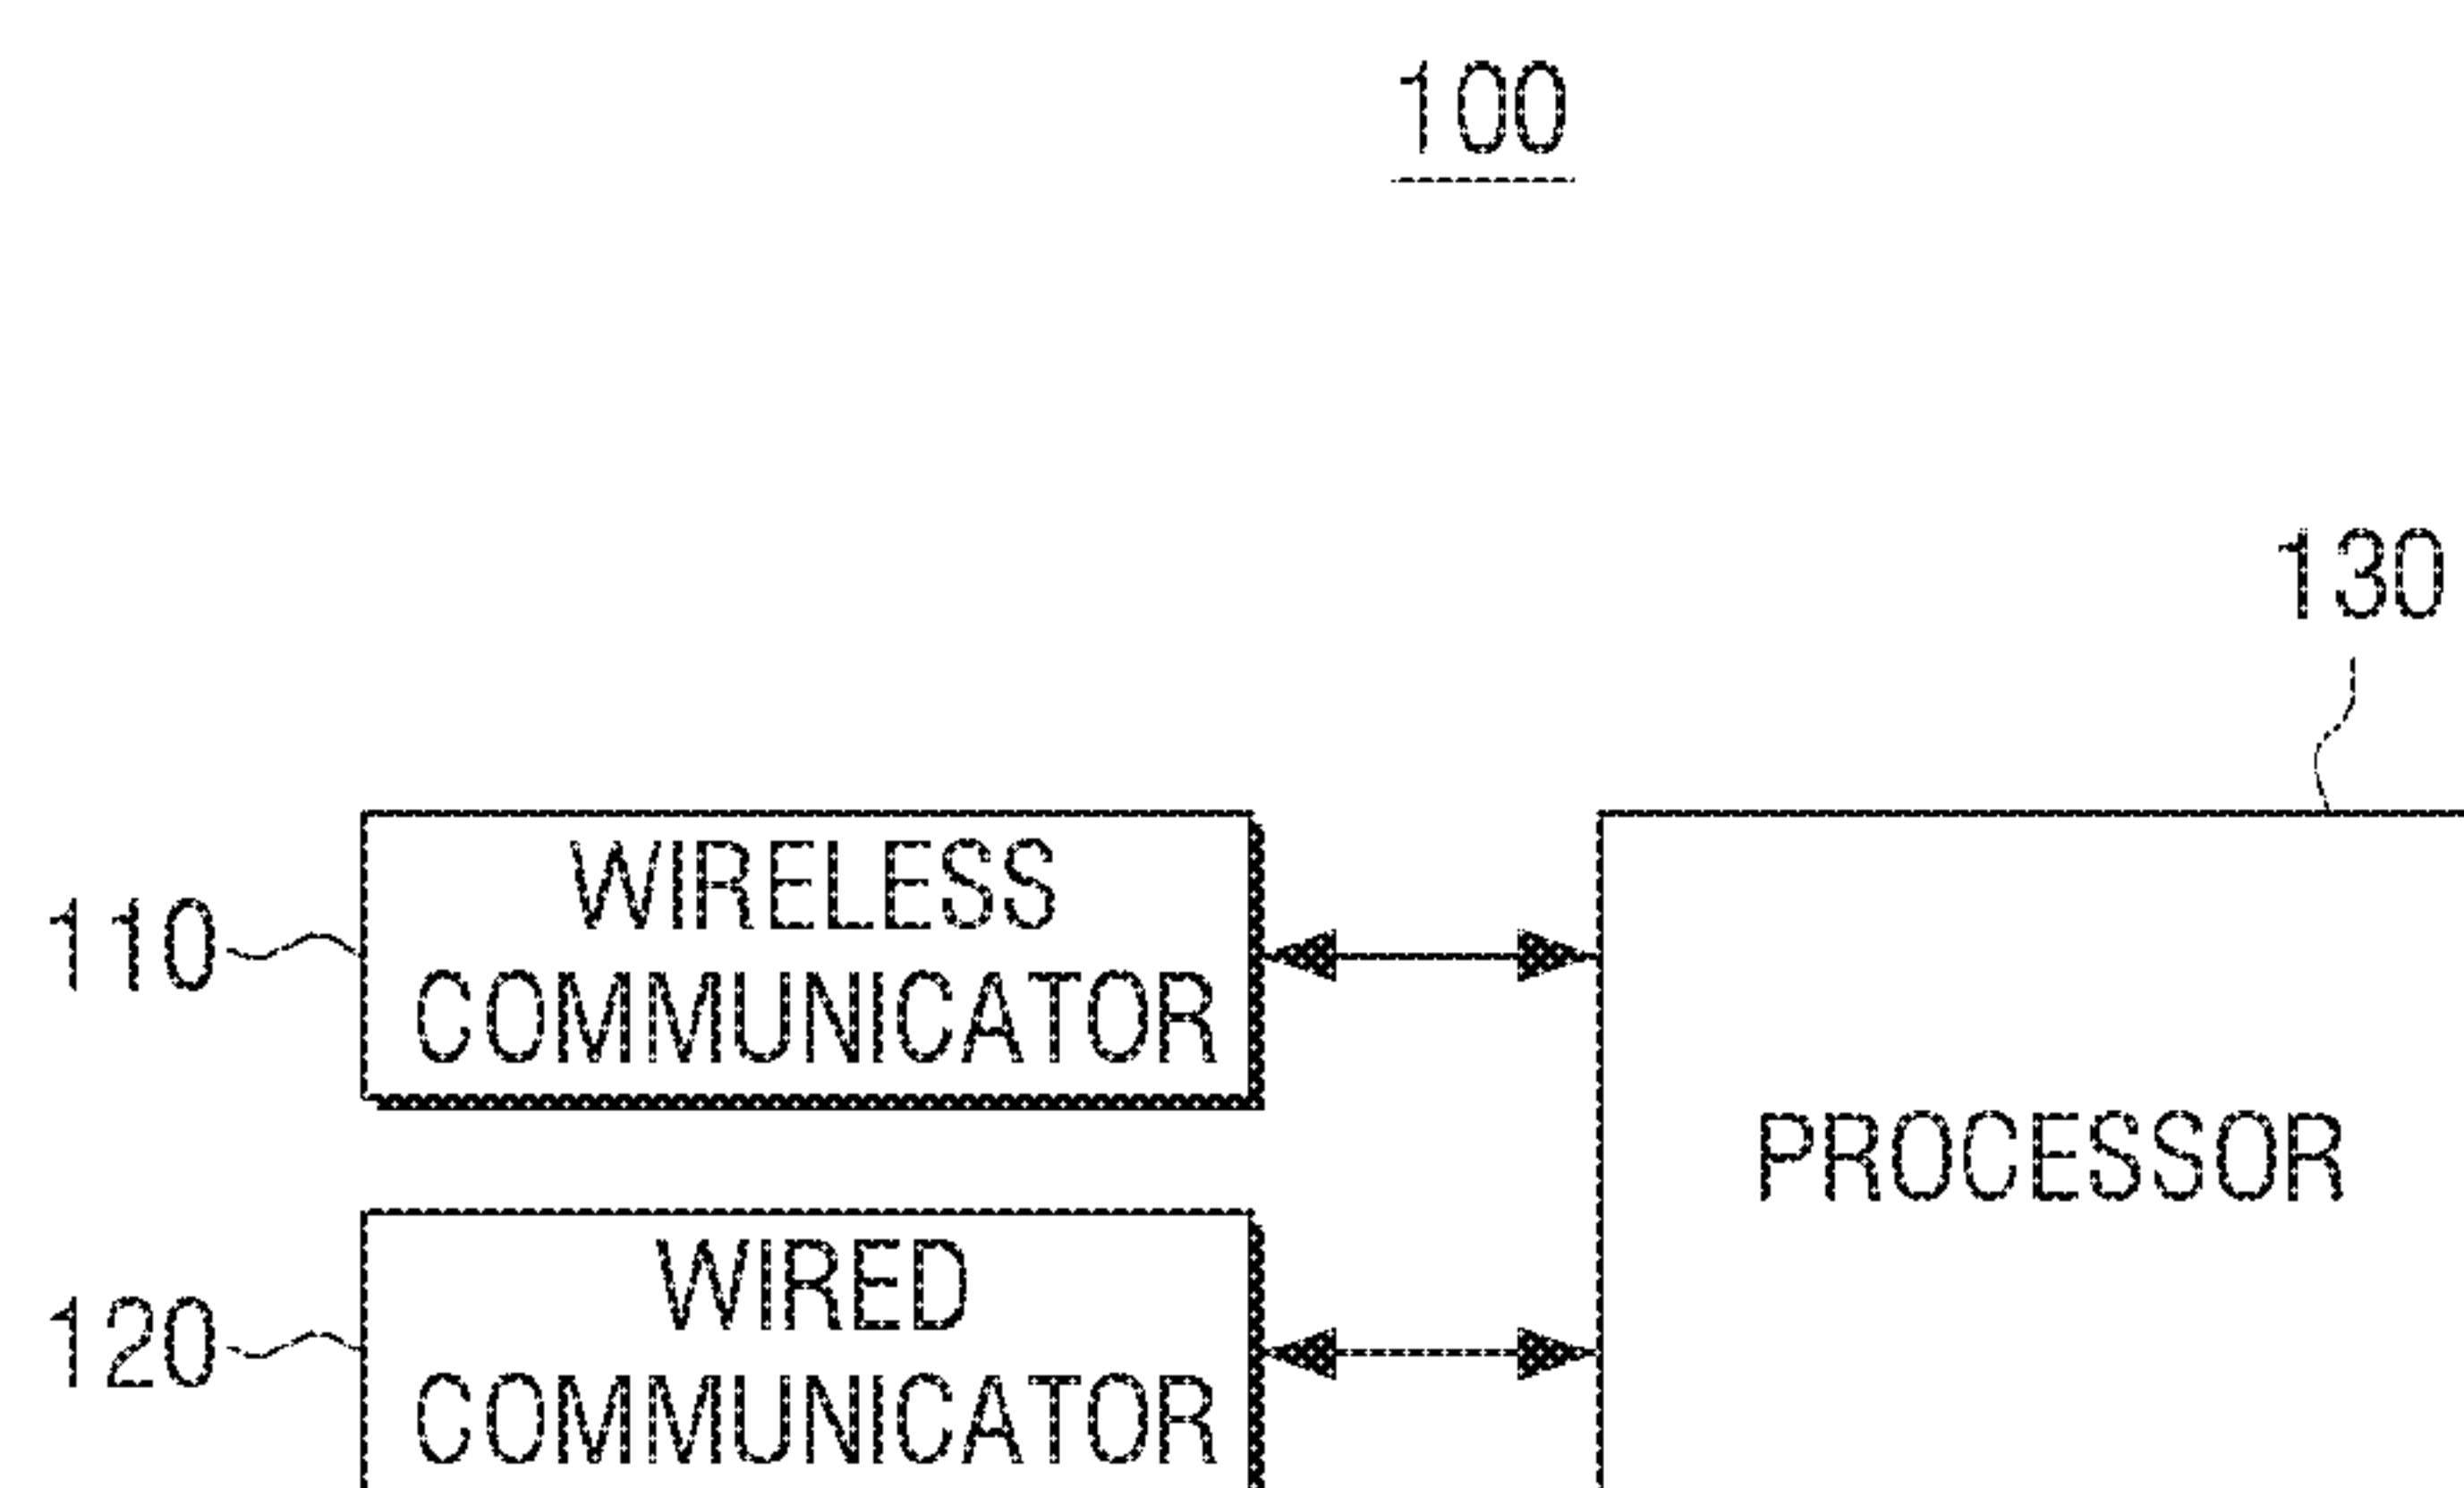 100
130
110
WIRELESS
COMMUNICATOR
PROCESSOR
120
WIRED
COMMUNICATOR